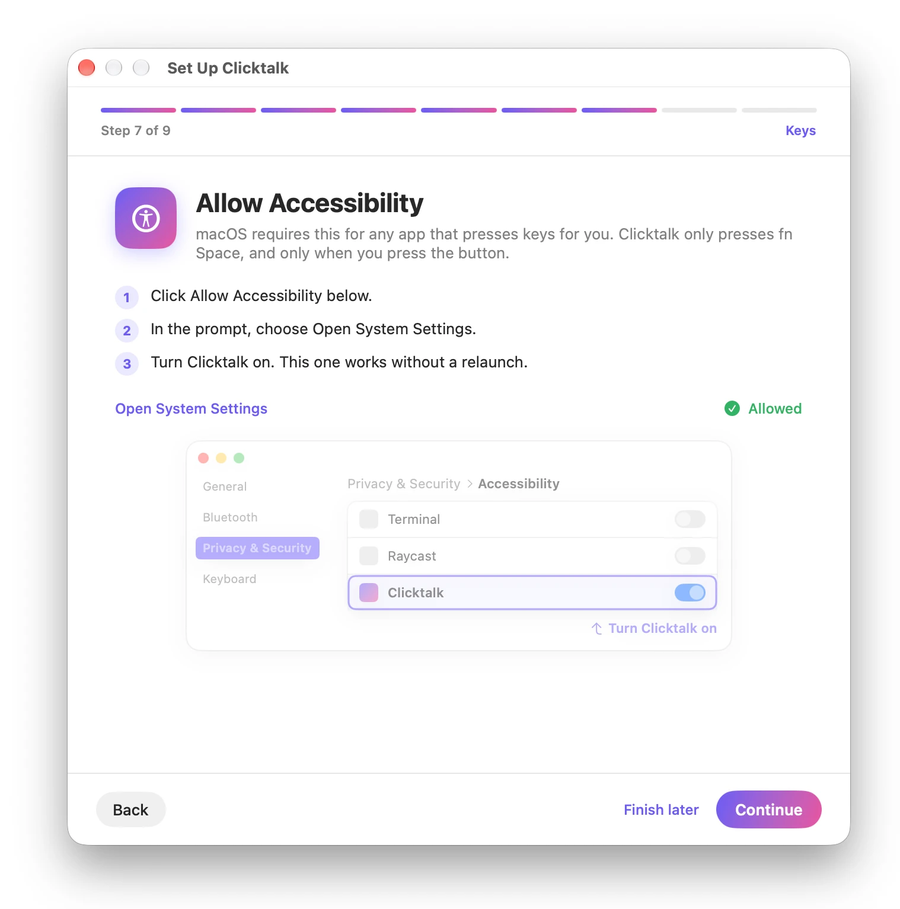 Set Up Clicktalk
Step 7 of 9
Keys
Allow Accessibility
macOS requires this for any app that presses keys for you. Clicktalk only presses fn
Space, and only when you press the button.
1 Click Allow Accessibility below.
2 In the prompt, choose Open System Settings.
3 Turn Clicktalk on. This one works without a relaunch.
Open System Settings
Allowed
General
Bluetooth
Privacy & Security
Keyboard
Privacy & Security > Accessibility
Terminal
Raycast
Clicktalk
↑ Turn Clicktalk on
Back
Finish later
Continue